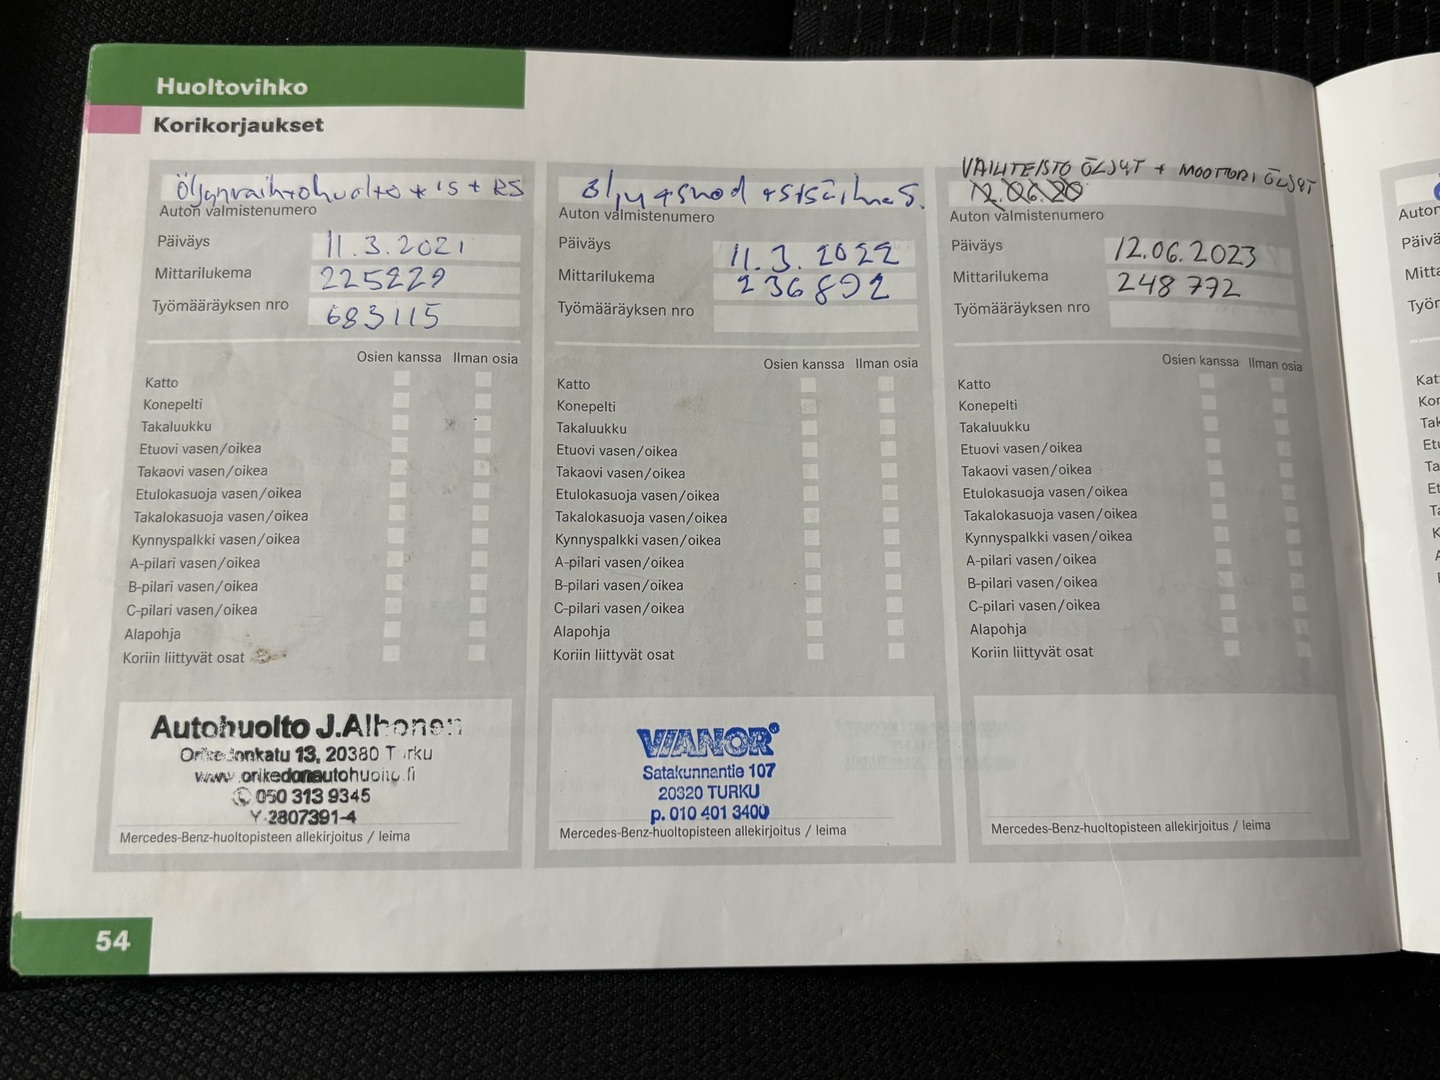 Huoltovihko
Korikorjaukset
Öljynvaihtohuolto + IS + RS
Auton valmistenumero
Päiväys 11.3.2021
Mittarilukema 225229
Työmääräyksen nro 683115
Osien kanssa Ilman osia
Katto
Konepelti
Takaluukku
Etuovi vasen/oikea
Takaovi vasen/oikea
Etulokasuoja vasen/oikea
Takalokasuoja vasen/oikea
Kynnyspalkki vasen/oikea
A-pilari vasen/oikea
B-pilari vasen/oikea
C-pilari vasen/oikea
Alapohja
Koriin liittyvät osat
Autohuolto J.Alhonen
Orikedonkatu 13, 20380 Turku
www.orikedonautohuolto.fi
050 313 9345
Y-2807391-4
Mercedes-Benz-huoltopisteen allekirjoitus / leima
Auton valmistenumero
Päiväys 11.3.2022
Mittarilukema 236892
Työmääräyksen nro
Osien kanssa Ilman osia
Katto
Konepelti
Takaluukku
Etuovi vasen/oikea
Takaovi vasen/oikea
Etulokasuoja vasen/oikea
Takalokasuoja vasen/oikea
Kynnyspalkki vasen/oikea
A-pilari vasen/oikea
B-pilari vasen/oikea
C-pilari vasen/oikea
Alapohja
Koriin liittyvät osat
WIANOR®
Satakunnantie 107
20320 TURKU
p. 010 401 3400
Mercedes-Benz-huoltopisteen allekirjoitus / leima
VAIHTEISTO ÖLJYT + MOOTTORI ÖLJYT
12.06.20
Auton valmistenumero
Päiväys 12.06.2023
Mittarilukema 248 772
Työmääräyksen nro
Osien kanssa Ilman osia
Katto
Konepelti
Takaluukku
Etuovi vasen/oikea
Takaovi vasen/oikea
Etulokasuoja vasen/oikea
Takalokasuoja vasen/oikea
Kynnyspalkki vasen/oikea
A-pilari vasen/oikea
B-pilari vasen/oikea
C-pilari vasen/oikea
Alapohja
Koriin liittyvät osat
Mercedes-Benz-huoltopisteen allekirjoitus / leima
54